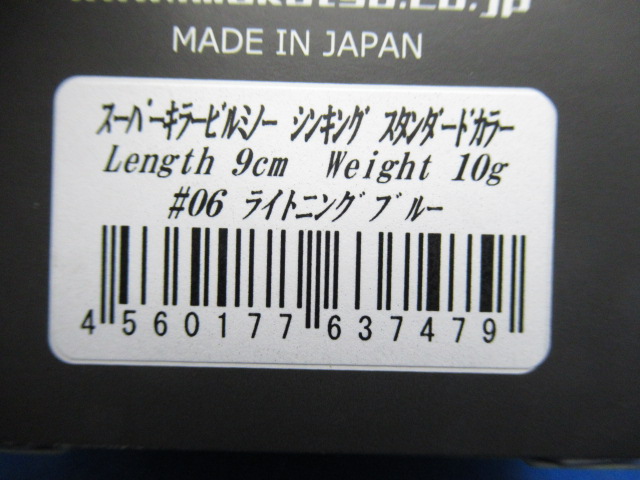 MADE IN JAPAN
スーパーキラービルミノー シンキング スタンダードカラー
Length 9cm Weight 10g
#06 ライトニングブルー
4 560177 637479